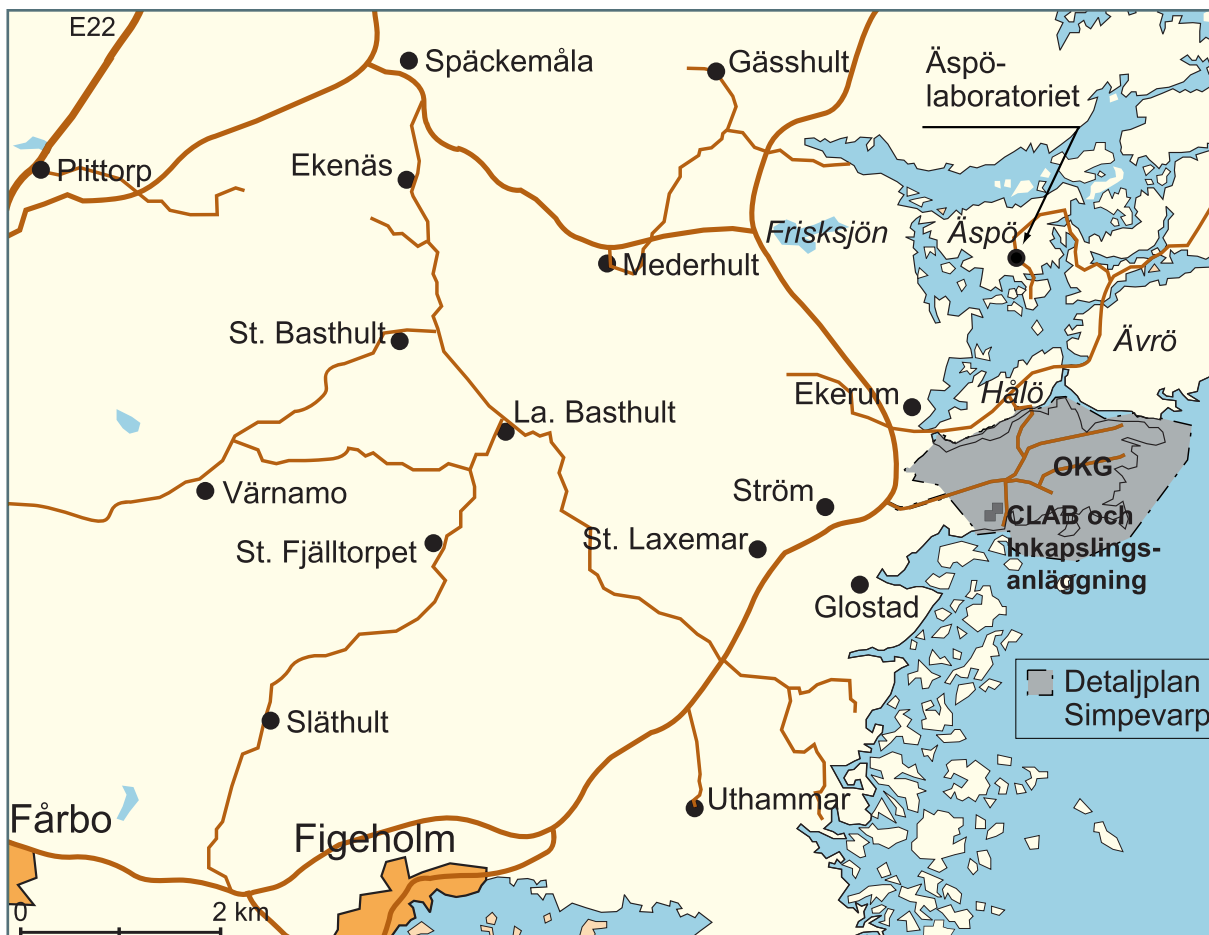 E22
Späckemåla
Gässhult
Äspö-
laboratoriet
Plittorp
Ekenäs
Frisksjön
Äspö
Mederhult
St. Basthult
Ävrö
Ekerum
Hålö
La. Basthult
OKG
Värnamo
Ström
CLAB och
Inkapslings-
anläggning
St. Fjälltorpet
St. Laxemar
Glostad
Detaljplan
Simpevarp
Släthult
Uthammar
Fårbo
Figeholm
0
2 km